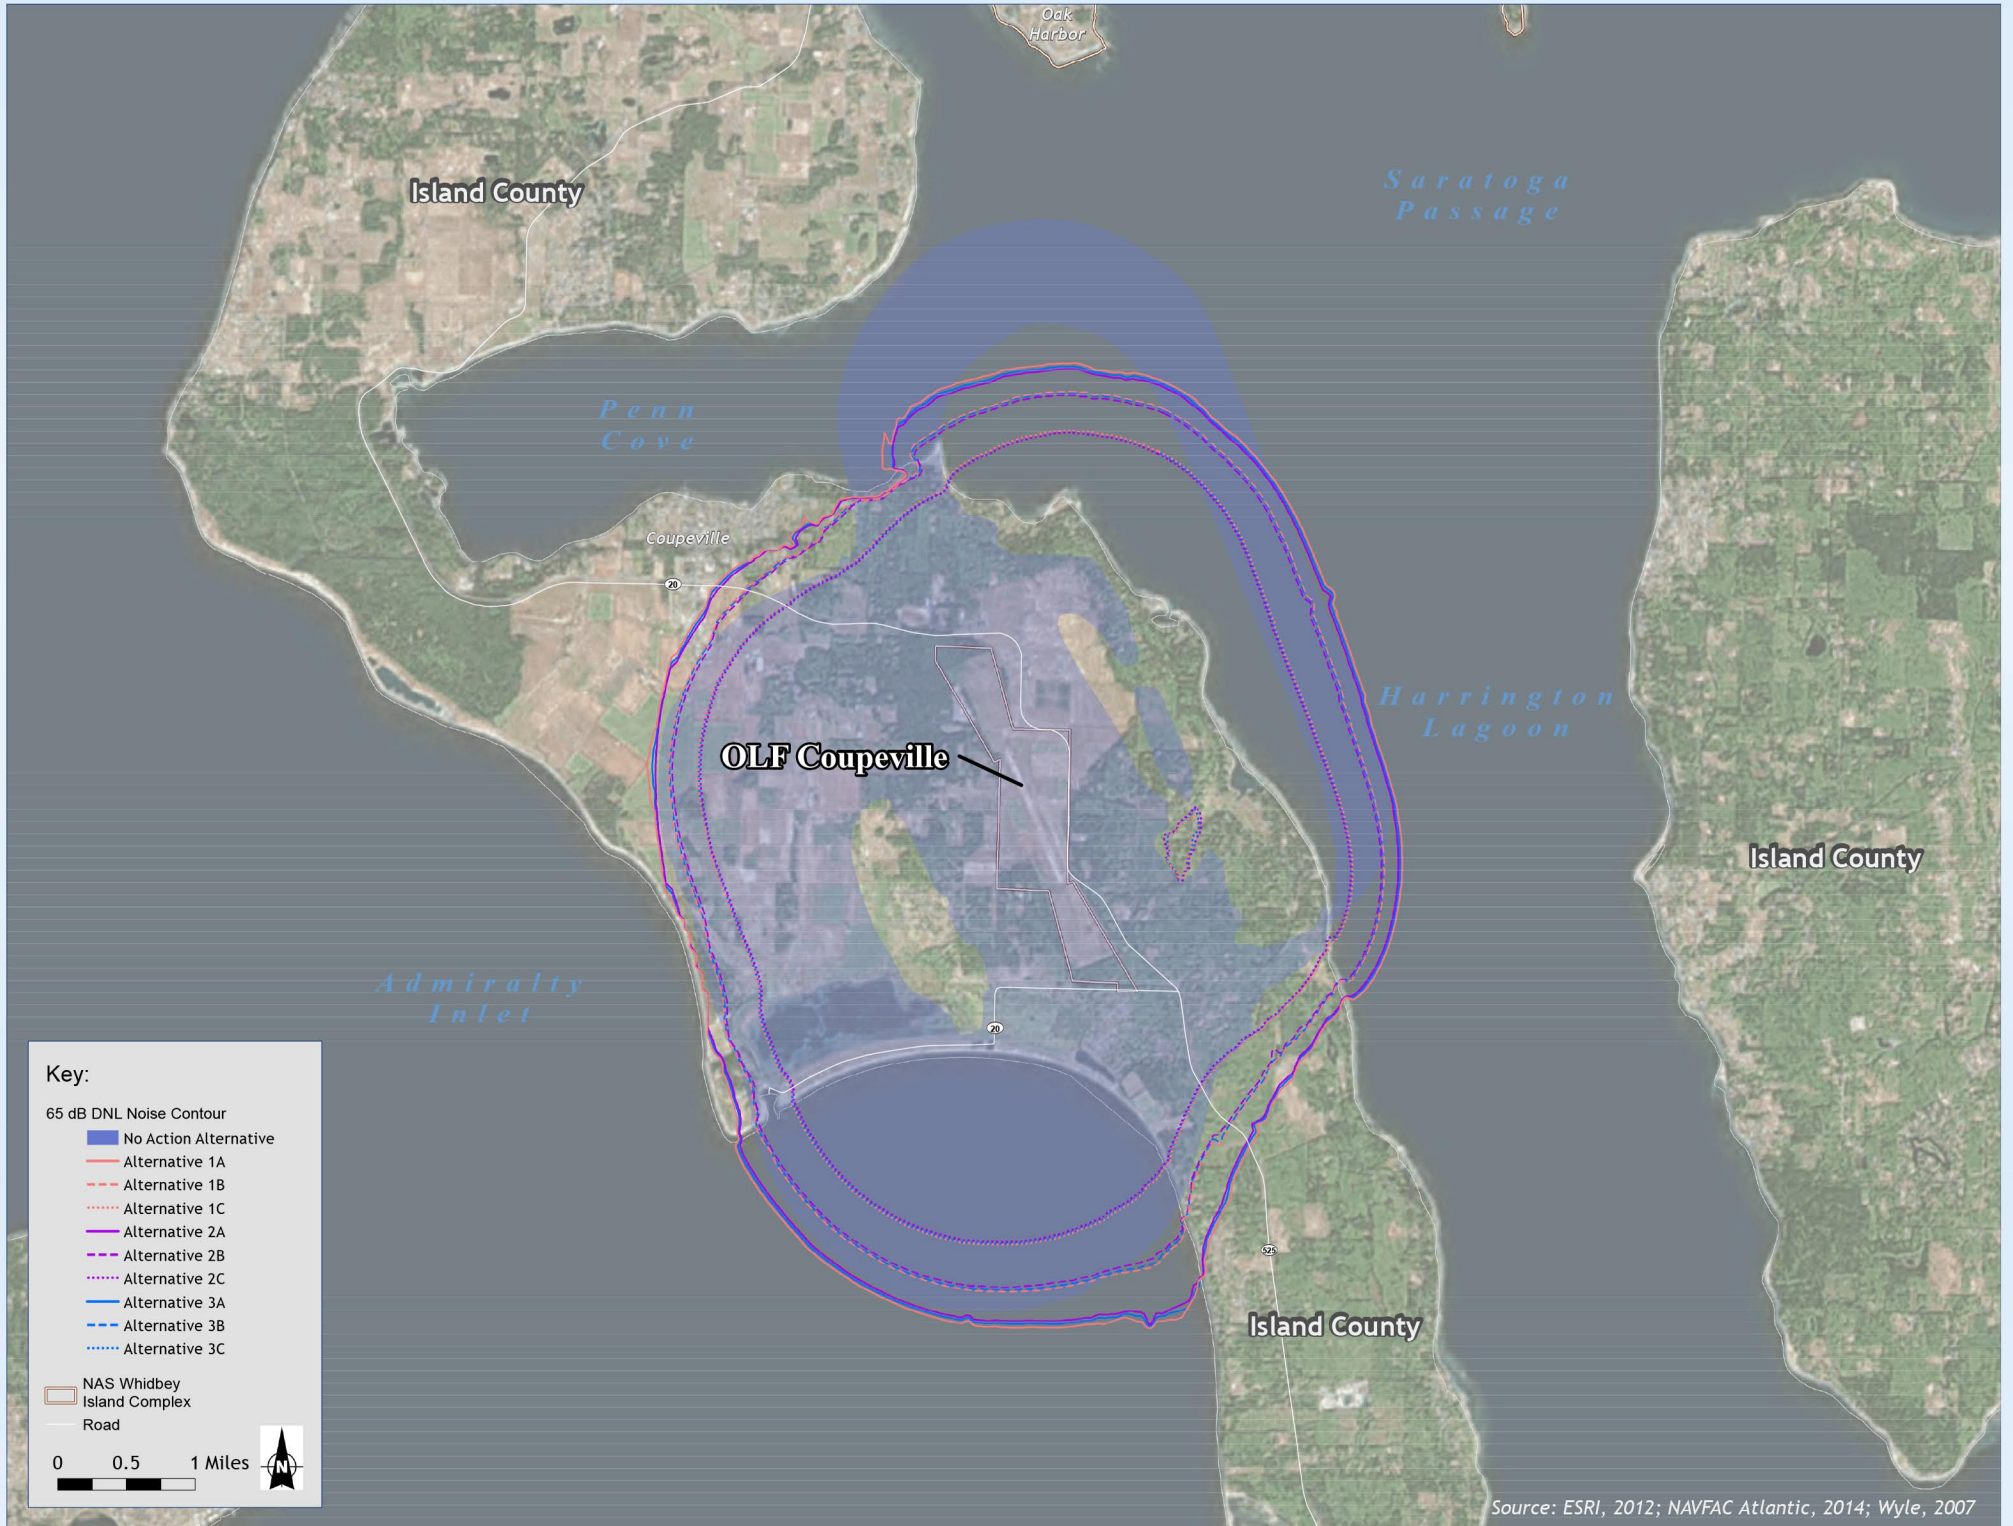 Oak
Harbor
Island County
Saratoga
Passage
Penn
Cove
Coupeville
20
Harrington
Lagoon
OLF Coupeville
Island County
Admiralty
Inlet
20
525
Island County
Key:
65 dB DNL Noise Contour
No Action Alternative
Alternative 1A
Alternative 1B
Alternative 1C
Alternative 2A
Alternative 2B
Alternative 2C
Alternative 3A
Alternative 3B
Alternative 3C
NAS Whidbey
Island Complex
Road
0 0.5 1 Miles
N
Source: ESRI, 2012; NAVFAC Atlantic, 2014; Wyle, 2007